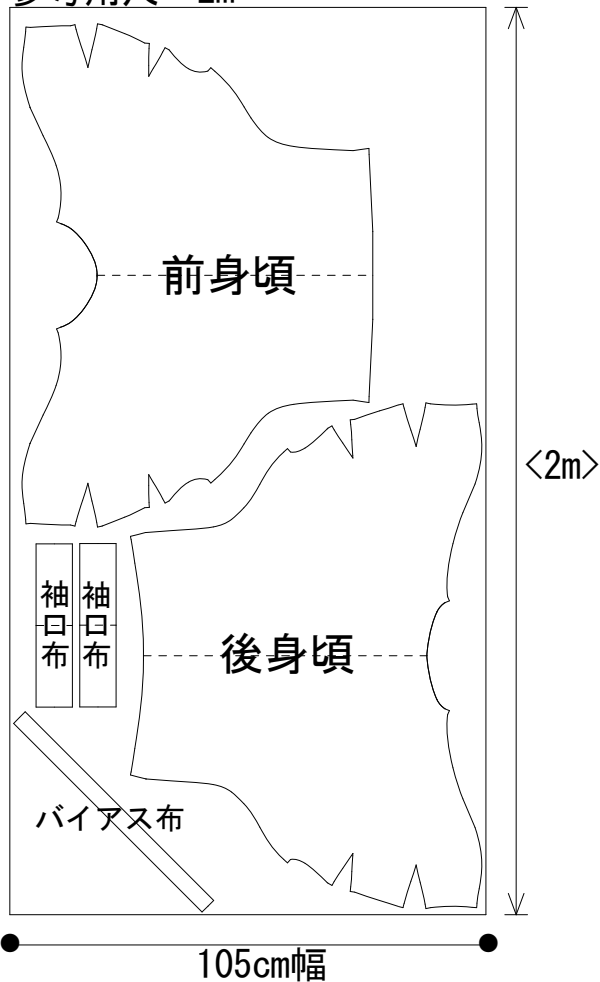 参考用尺 2m
前身頃
<2m>
袖口布
袖口布
後身頃
バイアス布
105cm幅